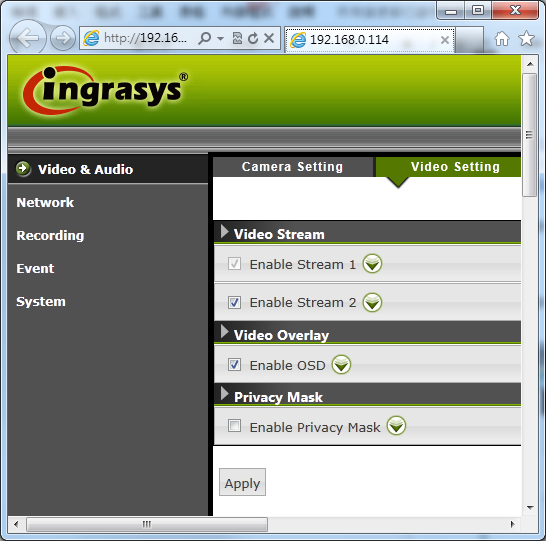 http://192.16...
192.168.0.114
ingrasys®
Camera Setting
Video Setting
Video & Audio
Network
Recording
Event
System
Video Stream
Enable Stream 1
Enable Stream 2
Video Overlay
Enable OSD
Privacy Mask
Enable Privacy Mask
Apply